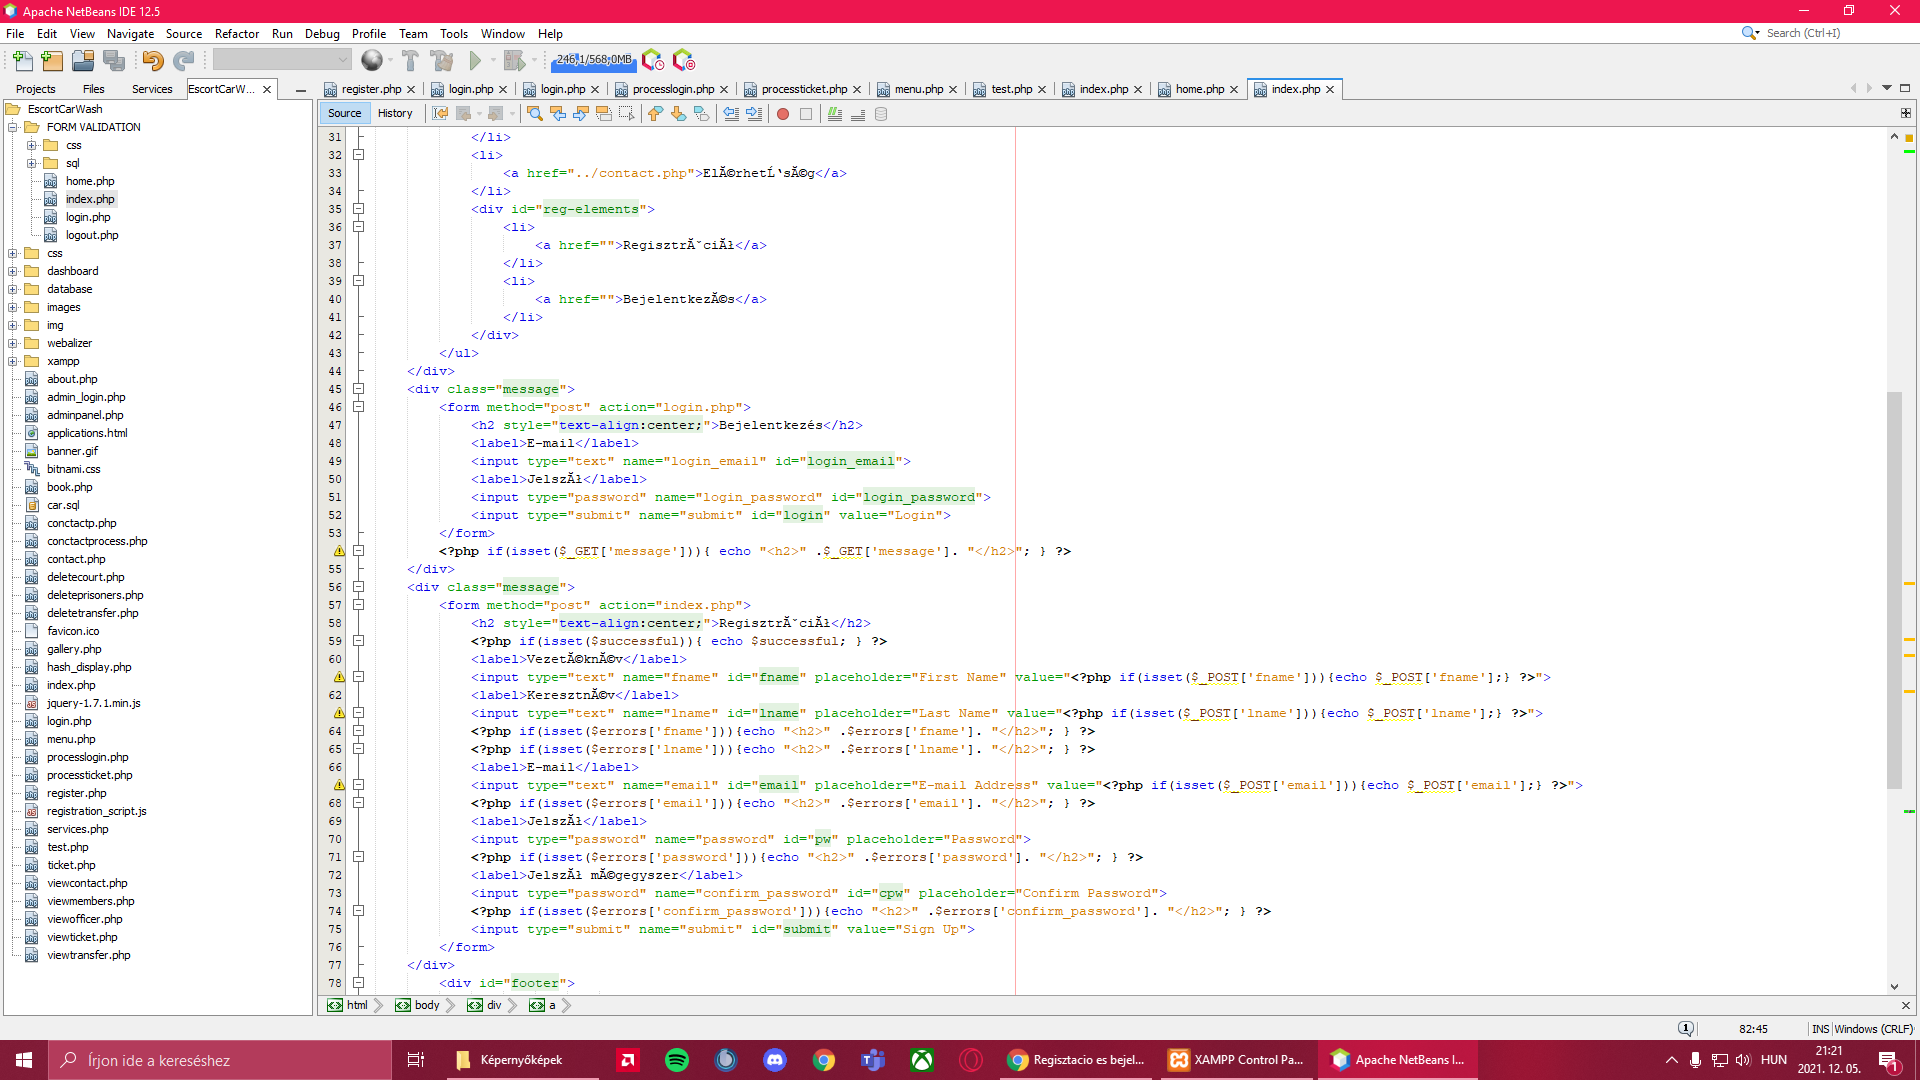 Apache NetBeans IDE 12.5
File Edit View Navigate Source Refactor Run Debug Profile Team Tools Window Help
Search (Ctrl+I)
246,1/568,0MB
Projects Files Services EscortCarW...
register.php login.php login.php processlogin.php processticket.php menu.php test.php index.php home.php index.php
Source History
EscortCarWash
FORM VALIDATION
css
sql
home.php
index.php
login.php
logout.php
css
dashboard
database
images
img
webalizer
xampp
about.php
admin_login.php
adminpanel.php
applications.html
banner.gif
bitnami.css
book.php
car.sql
conctactp.php
conctactprocess.php
contact.php
deletecourt.php
deleteprisoners.php
deletetransfer.php
favicon.ico
gallery.php
hash_display.php
index.php
jquery-1.7.1.min.js
login.php
menu.php
processlogin.php
processticket.php
register.php
registration_script.js
services.php
test.php
ticket.php
viewcontact.php
viewmembers.php
viewofficer.php
viewticket.php
viewtransfer.php
31 </li>
32 <li>
33 <a href="../contact.php">ElĂ©rhetĹ‘sĂ©g</a>
34 </li>
35 <div id="reg-elements">
36 <li>
37 <a href="">RegisztrĂˇciĂł</a>
38 </li>
39 <li>
40 <a href="">BejelentkezĂ©s</a>
41 </li>
42 </div>
43 </ul>
44 </div>
45 <div class="message">
46 <form method="post" action="login.php">
47 <h2 style="text-align:center;">Bejelentkezés</h2>
48 <label>E-mail</label>
49 <input type="text" name="login_email" id="login_email">
50 <label>JelszĂł</label>
51 <input type="password" name="login_password" id="login_password">
52 <input type="submit" name="submit" id="login" value="Login">
53 </form>
<?php if(isset($_GET['message'])){ echo "<h2>" .$_GET['message']. "</h2>"; } ?>
55 </div>
56 <div class="message">
57 <form method="post" action="index.php">
58 <h2 style="text-align:center;">RegisztrĂˇciĂł</h2>
59 <?php if(isset($successful)){ echo $successful; } ?>
60 <label>VezetĂ©knĂ©v</label>
<input type="text" name="fname" id="fname" placeholder="First Name" value="<?php if(isset($_POST['fname'])){echo $_POST['fname'];} ?>">
62 <label>KeresztnĂ©v</label>
<input type="text" name="lname" id="lname" placeholder="Last Name" value="<?php if(isset($_POST['lname'])){echo $_POST['lname'];} ?>">
64 <?php if(isset($errors['fname'])){echo "<h2>" .$errors['fname']. "</h2>"; } ?>
65 <?php if(isset($errors['lname'])){echo "<h2>" .$errors['lname']. "</h2>"; } ?>
66 <label>E-mail</label>
<input type="text" name="email" id="email" placeholder="E-mail Address" value="<?php if(isset($_POST['email'])){echo $_POST['email'];} ?>">
68 <?php if(isset($errors['email'])){echo "<h2>" .$errors['email']. "</h2>"; } ?>
69 <label>JelszĂł</label>
70 <input type="password" name="password" id="pw" placeholder="Password">
71 <?php if(isset($errors['password'])){echo "<h2>" .$errors['password']. "</h2>"; } ?>
72 <label>JelszĂł mĂ©gegyszer</label>
73 <input type="password" name="confirm_password" id="cpw" placeholder="Confirm Password">
74 <?php if(isset($errors['confirm_password'])){echo "<h2>" .$errors['confirm_password']. "</h2>"; } ?>
75 <input type="submit" name="submit" id="submit" value="Sign Up">
76 </form>
77 </div>
78 <div id="footer">
html body div a
1 82:45 INS Windows (CRLF)
Írjon ide a kereséshez
Képernyőképek
Regisztacio es bejel...
XAMPP Control Pa...
Apache NetBeans I...
HUN
21:21
2021. 12. 05.
1